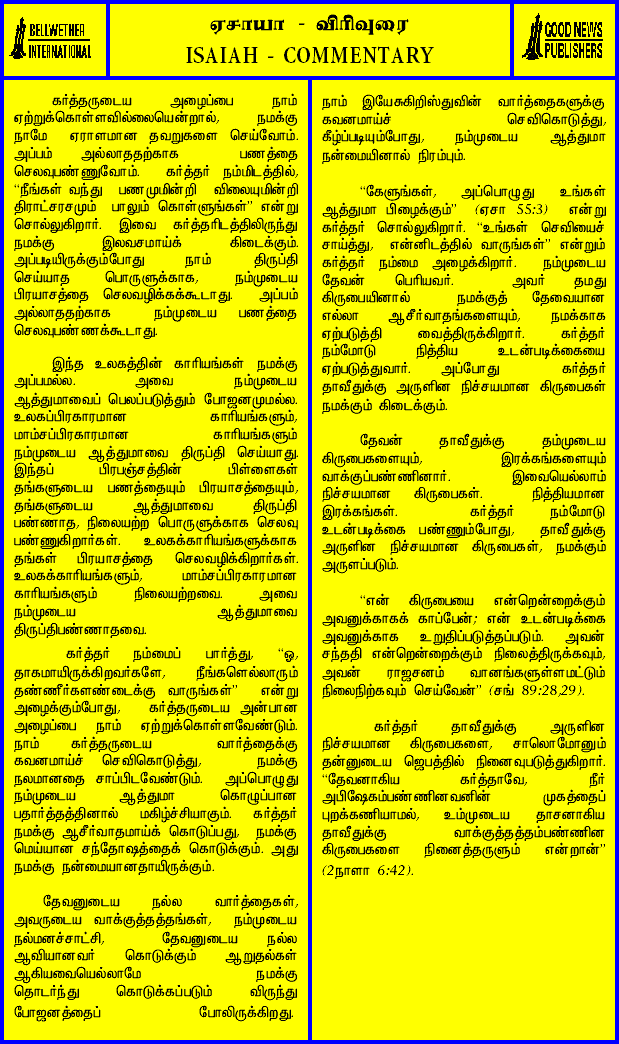 BELLWETHER
INTERNATIONAL
ஏசாயா - விரிவுரை
ISAIAH - COMMENTARY
GOOD NEWS
PUBLISHERS
கர்த்தருடைய அழைப்பை நாம்
ஏற்றுக்கொள்ளவில்லையென்றால், நமக்கு
நாமே ஏராளமான தவறுகளை செய்வோம்.
அப்பம் அல்லாததற்காக பணத்தை
செலவுபண்ணுவோம். கர்த்தர் நம்மிடத்தில்,
“நீங்கள் வந்து பணமுமின்றி விலையுமின்றி
திராட்சரசமும் பாலும் கொள்ளுங்கள்” என்று
சொல்லுகிறார். இவை கர்த்தரிடத்திலிருந்து
நமக்கு இலவசமாய்க் கிடைக்கும்.
அப்படியிருக்கும்போது நாம் திருப்தி
செய்யாத பொருளுக்காக, நம்முடைய
பிரயாசத்தை செலவழிக்கக்கூடாது. அப்பம்
அல்லாததற்காக நம்முடைய பணத்தை
செலவுபண்ணக்கூடாது.
இந்த உலகத்தின் காரியங்கள் நமக்கு
அப்பமல்ல. அவை நம்முடைய
ஆத்துமாவைப் பெலப்படுத்தும் போஜனமுமல்ல.
உலகப்பிரகாரமான காரியங்களும்,
மாம்சப்பிரகாரமான காரியங்களும்
நம்முடைய ஆத்துமாவை திருப்தி செய்யாது.
இந்தப் பிரபஞ்சத்தின் பிள்ளைகள்
தங்களுடைய பணத்தையும் பிரயாசத்தையும்,
தங்களுடைய ஆத்துமாவை திருப்தி
பண்ணாத, நிலையற்ற பொருளுக்காக செலவு
பண்ணுகிறார்கள். உலகக்காரியங்களுக்காக
தங்கள் பிரயாசத்தை செலவழிக்கிறார்கள்.
உலகக்காரியங்களும், மாம்சப்பிரகாரமான
காரியங்களும் நிலையற்றவை. அவை
நம்முடைய ஆத்துமாவை
திருப்திபண்ணாதவை.
கர்த்தர் நம்மைப் பார்த்து, “ஓ,
தாகமாயிருக்கிறவர்களே, நீங்களெல்லாரும்
தண்ணீர்களண்டைக்கு வாருங்கள்” என்று
அழைக்கும்போது, கர்த்தருடைய அன்பான
அழைப்பை நாம் ஏற்றுக்கொள்ளவேண்டும்.
நாம் கர்த்தருடைய வார்த்தைக்கு
கவனமாய்ச் செவிகொடுத்து, நமக்கு
நலமானதை சாப்பிடவேண்டும். அப்பொழுது
நம்முடைய ஆத்துமா கொழுப்பான
பதார்த்தத்தினால் மகிழ்ச்சியாகும். கர்த்தர்
நமக்கு ஆசீர்வாதமாய்க் கொடுப்பது, நமக்கு
மெய்யான சந்தோஷத்தைக் கொடுக்கும். அது
நமக்கு நன்மையானதாயிருக்கும்.
தேவனுடைய நல்ல வார்த்தைகள்,
அவருடைய வாக்குத்தத்தங்கள், நம்முடைய
நல்மனச்சாட்சி, தேவனுடைய நல்ல
ஆவியானவர் கொடுக்கும் ஆறுதல்கள்
ஆகியவையெல்லாமே நமக்கு
தொடர்ந்து கொடுக்கப்படும் விருந்து
போஜனத்தைப் போலிருக்கிறது.
நாம் இயேசுகிறிஸ்துவின் வார்த்தைகளுக்கு
கவனமாய்ச் செவிகொடுத்து,
கீழ்ப்படியும்போது, நம்முடைய ஆத்துமா
நன்மையினால் நிரம்பும்.
“கேளுங்கள், அப்பொழுது உங்கள்
ஆத்துமா பிழைக்கும்” (ஏசா 55:3) என்று
கர்த்தர் சொல்லுகிறார். “உங்கள் செவியைச்
சாய்த்து, என்னிடத்தில் வாருங்கள்” என்றும்
கர்த்தர் நம்மை அழைக்கிறார். நம்முடைய
தேவன் பெரியவர். அவர் தமது
கிருபையினால் நமக்குத் தேவையான
எல்லா ஆசீர்வாதங்களையும், நமக்காக
ஏற்படுத்தி வைத்திருக்கிறார். கர்த்தர்
நம்மோடு நித்திய உடன்படிக்கையை
ஏற்படுத்துவார். அப்போது கர்த்தர்
தாவீதுக்கு அருளின நிச்சயமான கிருபைகள்
நமக்கும் கிடைக்கும்.
தேவன் தாவீதுக்கு தம்முடைய
கிருபைகளையும், இரக்கங்களையும்
வாக்குப்பண்ணினார். இவையெல்லாம்
நிச்சயமான கிருபைகள். நித்தியமான
இரக்கங்கள். கர்த்தர் நம்மோடு
உடன்படிக்கை பண்ணும்போது, தாவீதுக்கு
அருளின நிச்சயமான கிருபைகள், நமக்கும்
அருளப்படும்.
“என் கிருபையை என்றென்றைக்கும்
அவனுக்காகக் காப்பேன்; என் உடன்படிக்கை
அவனுக்காக உறுதிப்படுத்தப்படும். அவன்
சந்ததி என்றென்றைக்கும் நிலைத்திருக்கவும்,
அவன் ராஜசனம் வானங்களுள்ளமட்டும்
நிலைநிற்கவும் செய்வேன்” (சங் 89:28,29).
கர்த்தர் தாவீதுக்கு அருளின
நிச்சயமான கிருபைகளை, சாலொமோனும்
தன்னுடைய ஜெபத்தில் நினைவுபடுத்துகிறார்.
“தேவனாகிய கர்த்தாவே, நீர்
அபிஷேகம்பண்ணினவனின் முகத்தைப்
புறக்கணியாமல், உம்முடைய தாசனாகிய
தாவீதுக்கு வாக்குத்தத்தம்பண்ணின
கிருபைகளை நினைத்தருளும் என்றான்”
(2நாளா 6:42).